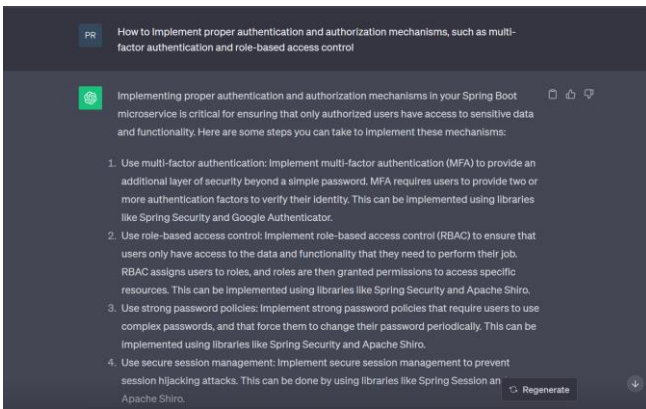 PR
How to Implement proper authentication and authorization mechanisms, such as multi-
factor authentication and role-based access control
Implementing proper authentication and authorization mechanisms in your Spring Boot
microservice is critical for ensuring that only authorized users have access to sensitive data
and functionality. Here are some steps you can take to implement these mechanisms:
1. Use multi-factor authentication: Implement multi-factor authentication (MFA) to provide an
additional layer of security beyond a simple password. MFA requires users to provide two or
more authentication factors to verify their identity. This can be implemented using libraries
like Spring Security and Google Authenticator.
2. Use role-based access control: Implement role-based access control (RBAC) to ensure that
users only have access to the data and functionality that they need to perform their job.
RBAC assigns users to roles, and roles are then granted permissions to access specific
resources. This can be implemented using libraries like Spring Security and Apache Shiro.
3. Use strong password policies: Implement strong password policies that require users to use
complex passwords, and that force them to change their password periodically. This can be
implemented using libraries like Spring Security and Apache Shiro.
4. Use secure session management: Implement secure session management to prevent
session hijacking attacks. This can be done by using libraries like Spring Session an
Regenerate
Apache Shiro.